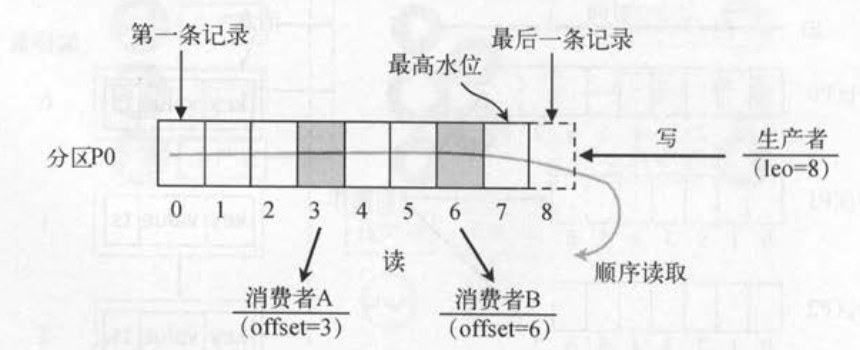 第一条记录
最后一条记录
最高水位
分区P0
写
生产者
(leo=8)
0 1 2 3 4 5 6 7 8
读
顺序读取
消费者A
(offset=3)
消费者B
(offset=6)